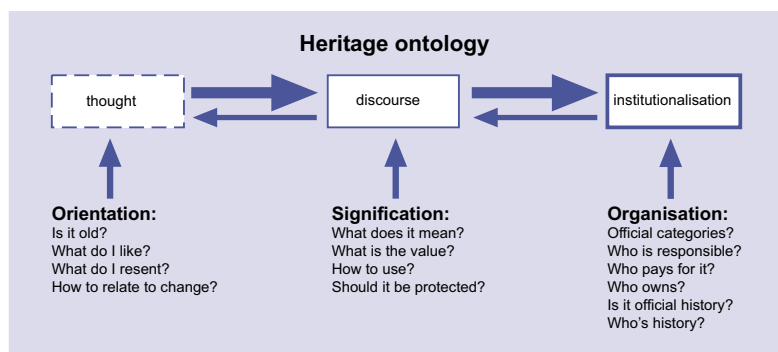 Heritage ontology
thought
discourse
institutionalisation
Orientation:
Is it old?
What do I like?
What do I resent?
How to relate to change?
Signification:
What does it mean?
What is the value?
How to use?
Should it be protected?
Organisation:
Official categories?
Who is responsible?
Who pays for it?
Who owns?
Is it official history?
Who's history?